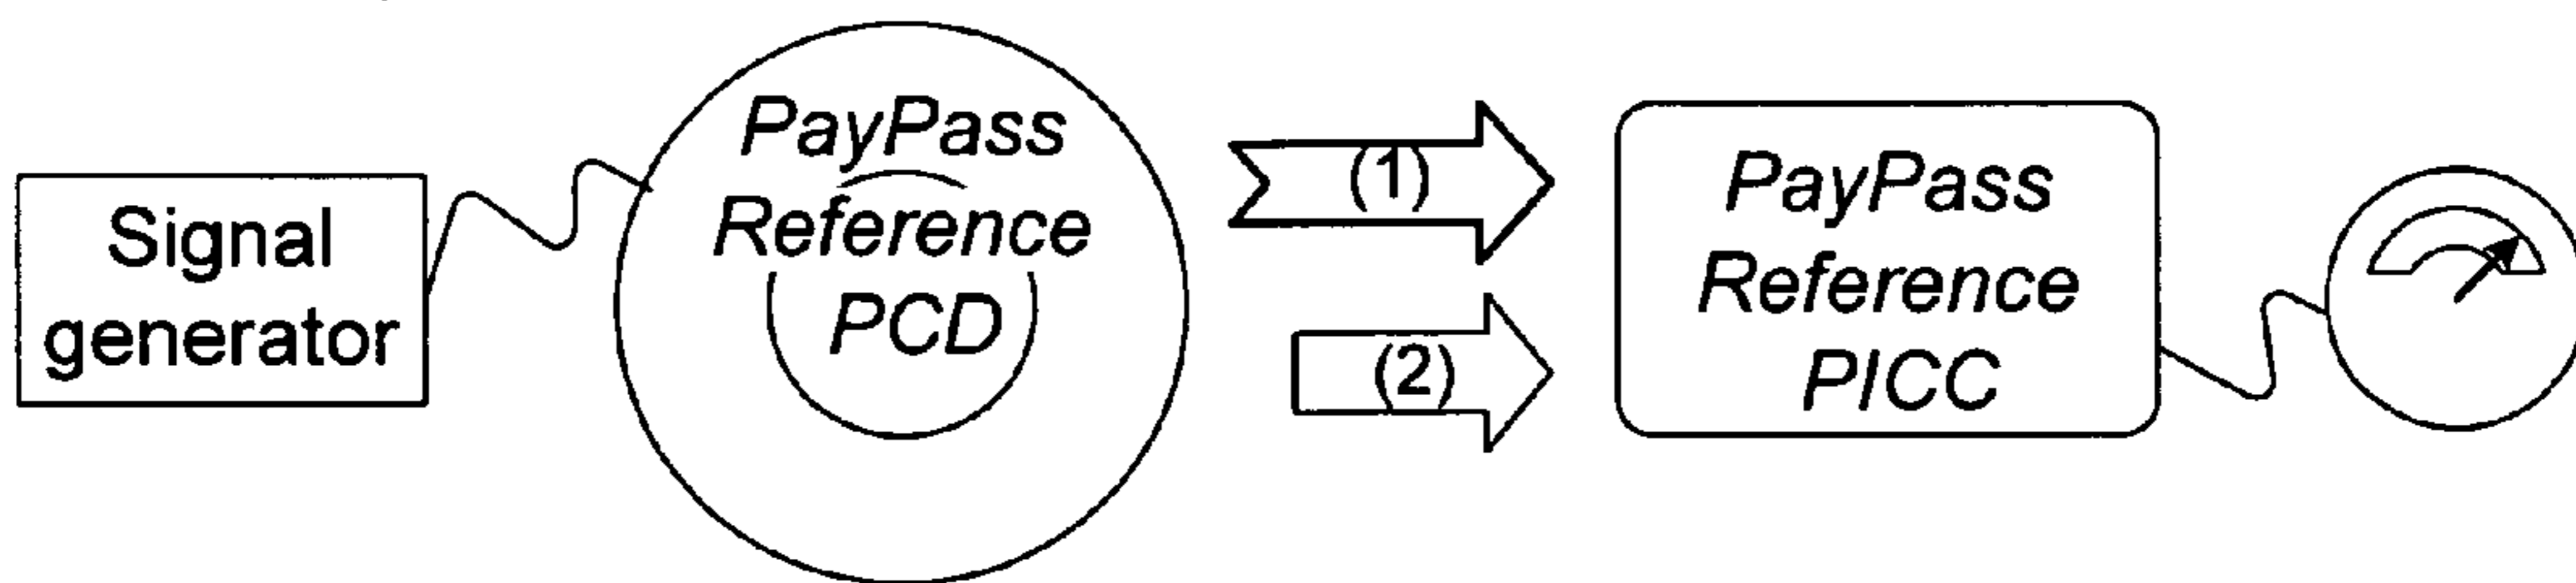 Signal
generator
PayPass
Reference
PCD
(1)
(2)
PayPass
Reference
PICC